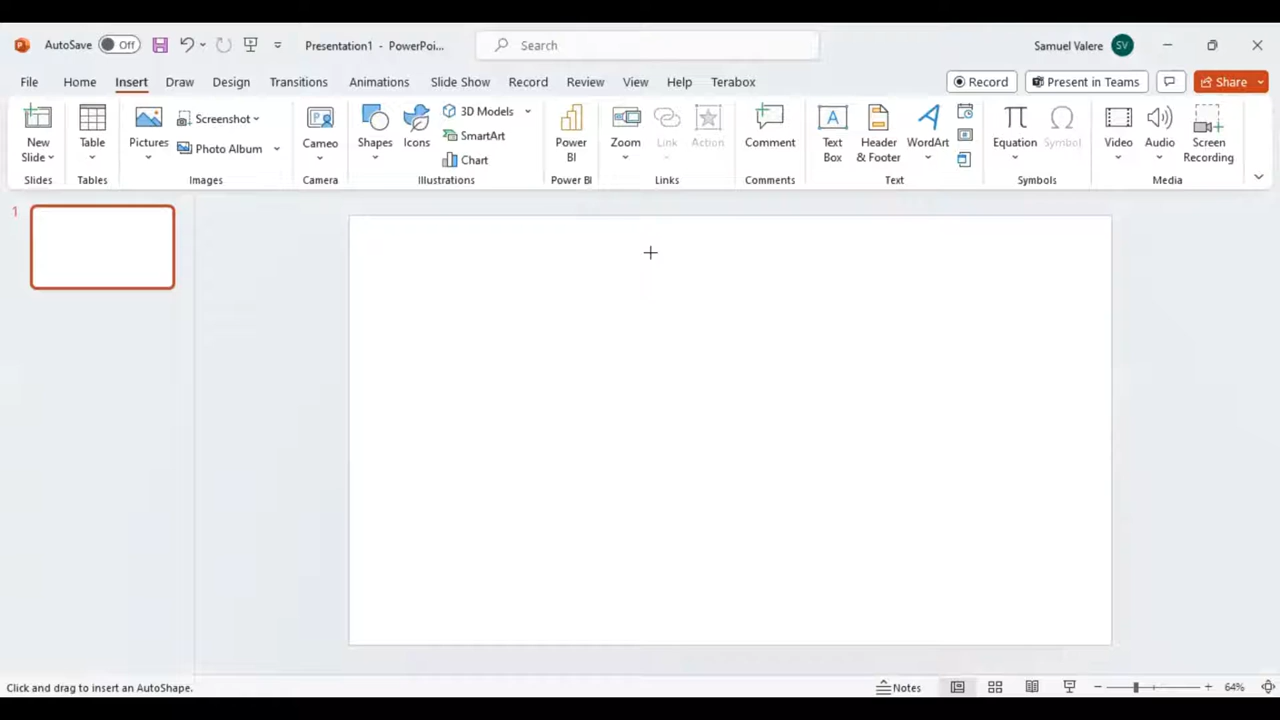 AutoSave Off Presentation1 - PowerPoi... Search Samuel Valere SV
File Home Insert Draw Design Transitions Animations Slide Show Record Review View Help Terabox Record Present in Teams Share
New Slide Table Pictures Screenshot Photo Album Cameo Shapes Icons 3D Models SmartArt Chart Power BI Zoom Link Action Comment Text Box Header & Footer WordArt Equation Symbol Video Audio Screen Recording
Slides Tables Images Camera Illustrations Power BI Links Comments Text Symbols Media
1
Click and drag to insert an AutoShape. Notes 64%